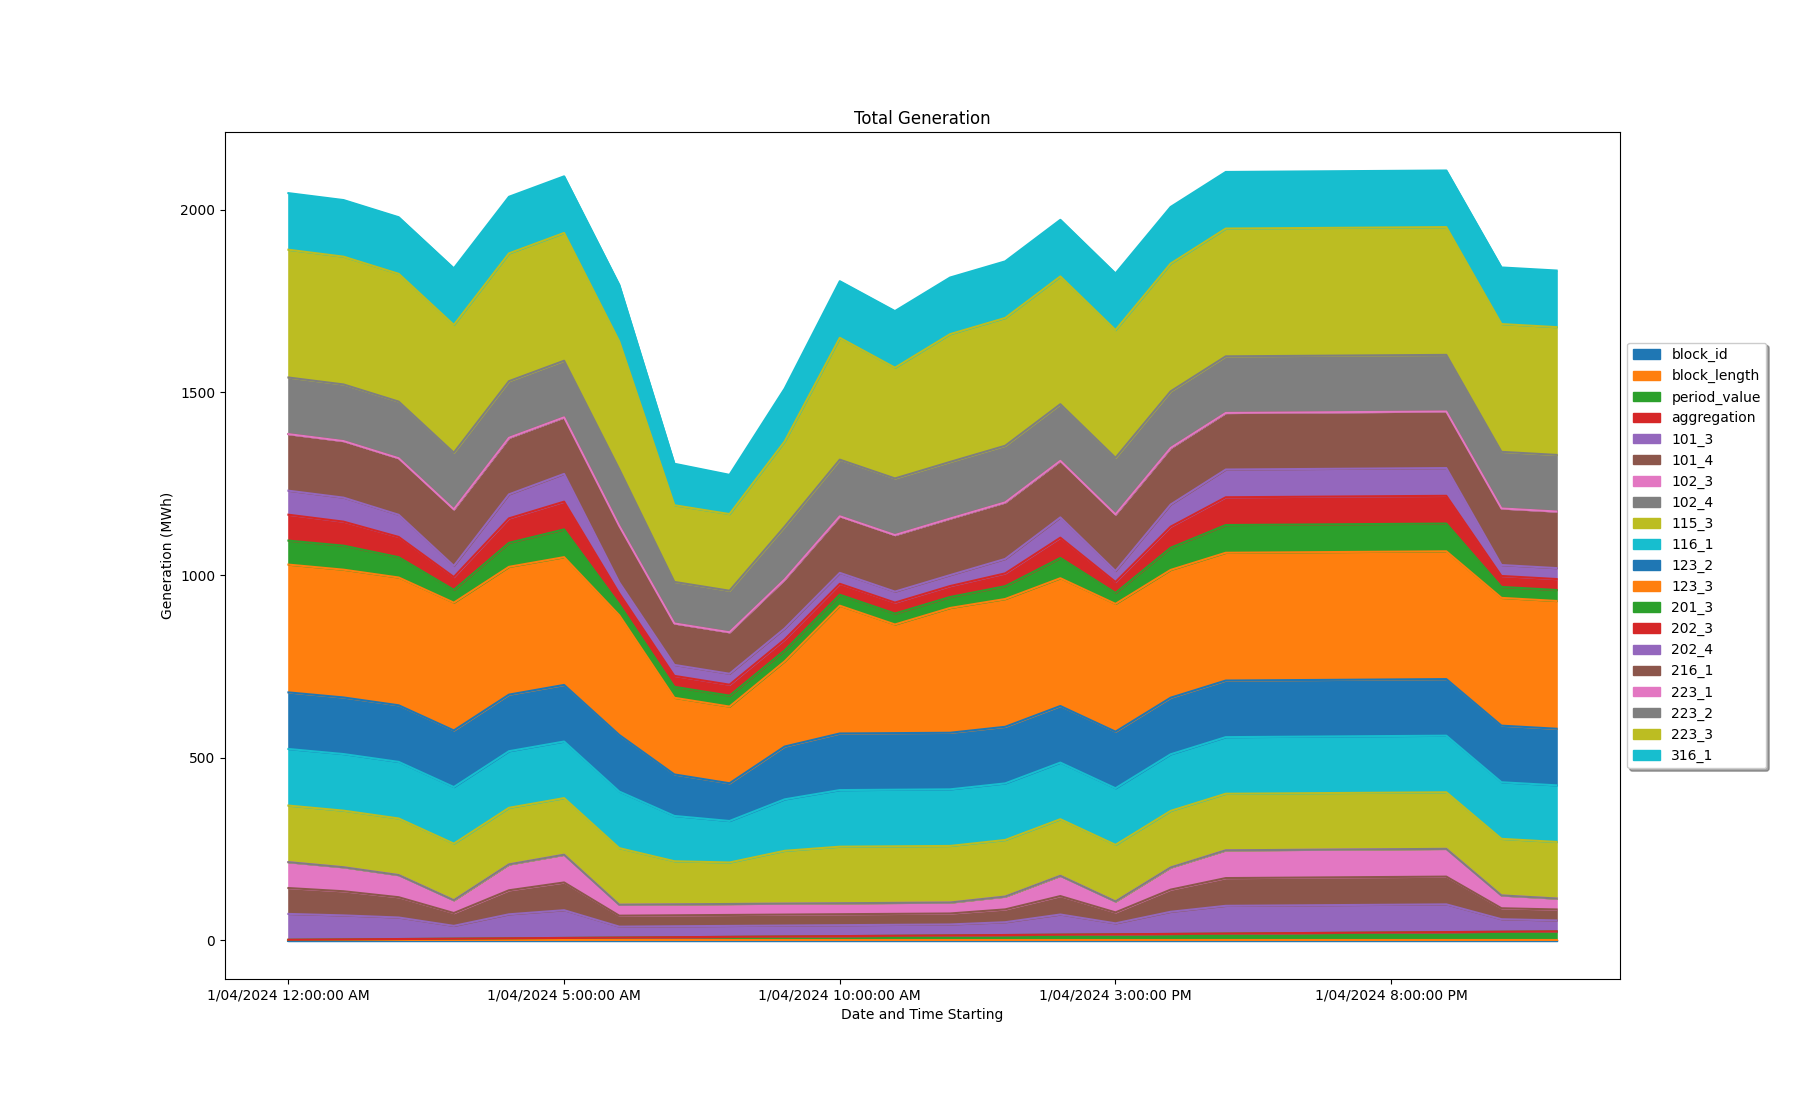 Total Generation
2000
1500
1000
500
0
Generation (MWh)
1/04/2024 12:00:00 AM
1/04/2024 5:00:00 AM
1/04/2024 10:00:00 AM
1/04/2024 3:00:00 PM
1/04/2024 8:00:00 PM
Date and Time Starting
block_id
block_length
period_value
aggregation
101_3
101_4
102_3
102_4
115_3
116_1
123_2
123_3
201_3
202_3
202_4
216_1
223_1
223_2
223_3
316_1